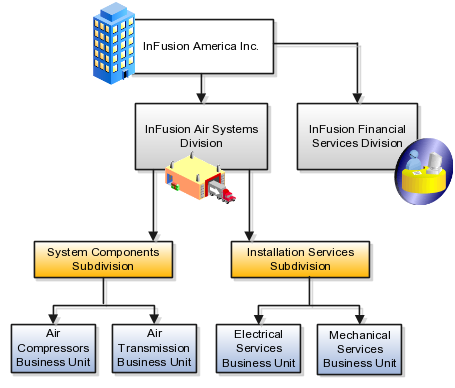 InFusion America Inc.
InFusion Air Systems
Division
InFusion Financial
Services Division
System Components
Subdivision
Installation Services
Subdivision
Air
Compressors
Business Unit
Air
Transmission
Business Unit
Electrical
Services
Business Unit
Mechanical
Services
Business Unit